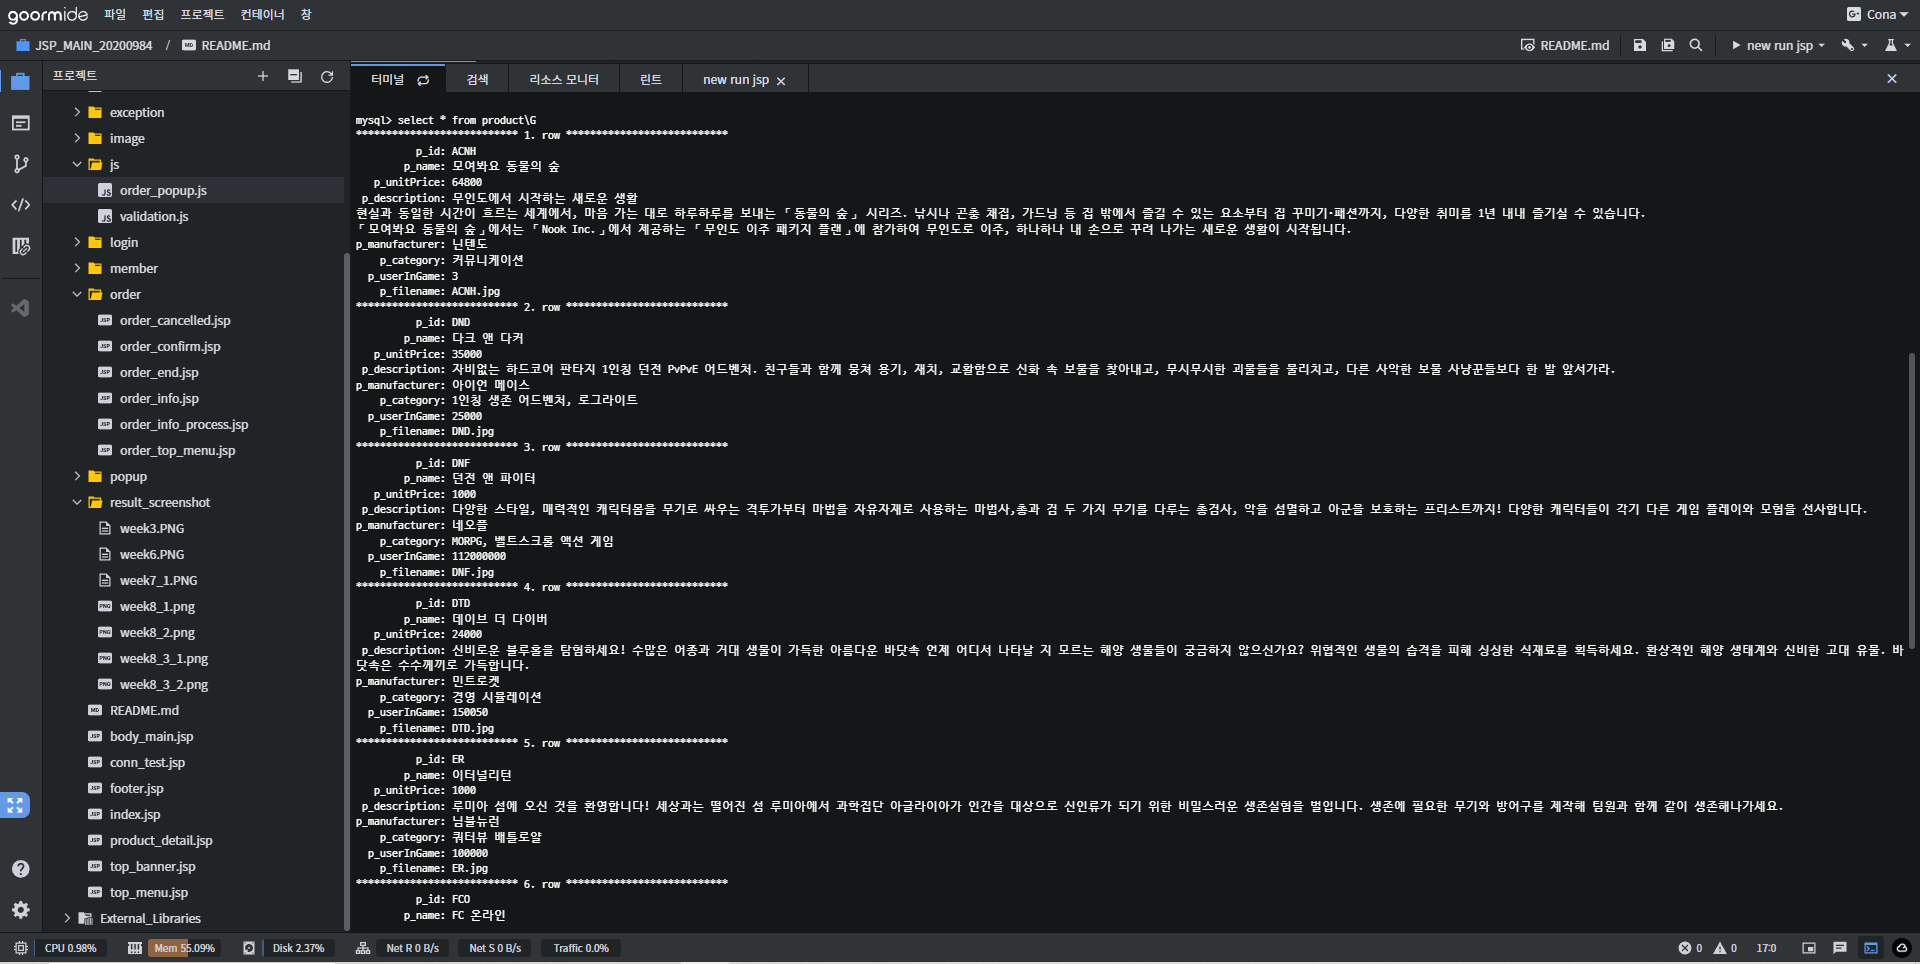 goormide 파일 편집 프로젝트 컨테이너 창 G+ Cona
JSP_MAIN_20200984 / README.md README.md new run jsp
프로젝트
exception
image
js
order_popup.js
validation.js
login
member
order
order_cancelled.jsp
order_confirm.jsp
order_end.jsp
order_info.jsp
order_info_process.jsp
order_top_menu.jsp
popup
result_screenshot
week3.PNG
week6.PNG
week7_1.PNG
week8_1.png
week8_2.png
week8_3_1.png
week8_3_2.png
README.md
body_main.jsp
conn_test.jsp
footer.jsp
index.jsp
product_detail.jsp
top_banner.jsp
top_menu.jsp
External_Libraries
터미널 검색 리소스 모니터 린트 new run jsp
mysql> select * from product\G
*************************** 1. row ***************************
p_id: ACNH
p_name: 모여봐요 동물의 숲
p_unitPrice: 64800
p_description: 무인도에서 시작하는 새로운 생활
현실과 동일한 시간이 흐르는 세계에서, 마음 가는 대로 하루하루를 보내는 「동물의 숲」 시리즈. 낚시나 곤충 채집, 가드닝 등 집 밖에서 즐길 수 있는 요소부터 집 꾸미기·패션까지, 다양한 취미를 1년 내내 즐기실 수 있습니다.
「모여봐요 동물의 숲」에서는 「Nook Inc.」에서 제공하는 「무인도 이주 패키지 플랜」에 참가하여 무인도로 이주, 하나하나 내 손으로 꾸려 나가는 새로운 생활이 시작됩니다.
p_manufacturer: 닌텐도
p_category: 커뮤니케이션
p_userInGame: 3
p_filename: ACNH.jpg
*************************** 2. row ***************************
p_id: DND
p_name: 다크 앤 다커
p_unitPrice: 35000
p_description: 자비없는 하드코어 판타지 1인칭 던전 PvPvE 어드벤처. 친구들과 함께 뭉쳐 용기, 재치, 교활함으로 신화 속 보물을 찾아내고, 무시무시한 괴물들을 물리치고, 다른 사악한 보물 사냥꾼들보다 한 발 앞서가라.
p_manufacturer: 아이언 메이스
p_category: 1인칭 생존 어드벤처, 로그라이트
p_userInGame: 25000
p_filename: DND.jpg
*************************** 3. row ***************************
p_id: DNF
p_name: 던전 앤 파이터
p_unitPrice: 1000
p_description: 다양한 스타일, 매력적인 캐릭터몸을 무기로 싸우는 격투가부터 마법을 자유자재로 사용하는 마법사,총과 검 두 가지 무기를 다루는 총검사, 악을 섬멸하고 아군을 보호하는 프리스트까지! 다양한 캐릭터들이 각기 다른 게임 플레이와 모험을 선사합니다.
p_manufacturer: 네오플
p_category: MORPG, 벨트스크롤 액션 게임
p_userInGame: 112000000
p_filename: DNF.jpg
*************************** 4. row ***************************
p_id: DTD
p_name: 데이브 더 다이버
p_unitPrice: 24000
p_description: 신비로운 블루홀을 탐험하세요! 수많은 어종과 거대 생물이 가득한 아름다운 바닷속 언제 어디서 나타날 지 모르는 해양 생물들이 궁금하지 않으신가요? 위협적인 생물의 습격을 피해 싱싱한 식재료를 획득하세요. 환상적인 해양 생태계와 신비한 고대 유물. 바
닷속은 수수께끼로 가득합니다.
p_manufacturer: 민트로켓
p_category: 경영 시뮬레이션
p_userInGame: 150050
p_filename: DTD.jpg
*************************** 5. row ***************************
p_id: ER
p_name: 이터널리턴
p_unitPrice: 1000
p_description: 루미아 섬에 오신 것을 환영합니다! 세상과는 떨어진 섬 루미아에서 과학집단 아글라이아가 인간을 대상으로 신인류가 되기 위한 비밀스러운 생존실험을 벌입니다. 생존에 필요한 무기와 방어구를 제작해 팀원과 함께 같이 생존해나가세요.
p_manufacturer: 님블뉴런
p_category: 쿼터뷰 배틀로얄
p_userInGame: 100000
p_filename: ER.jpg
*************************** 6. row ***************************
p_id: FCO
p_name: FC 온라인
CPU 0.98% Mem 55.09% Disk 2.37% Net R 0 B/s Net S 0 B/s Traffic 0.0% 0 0 17:0